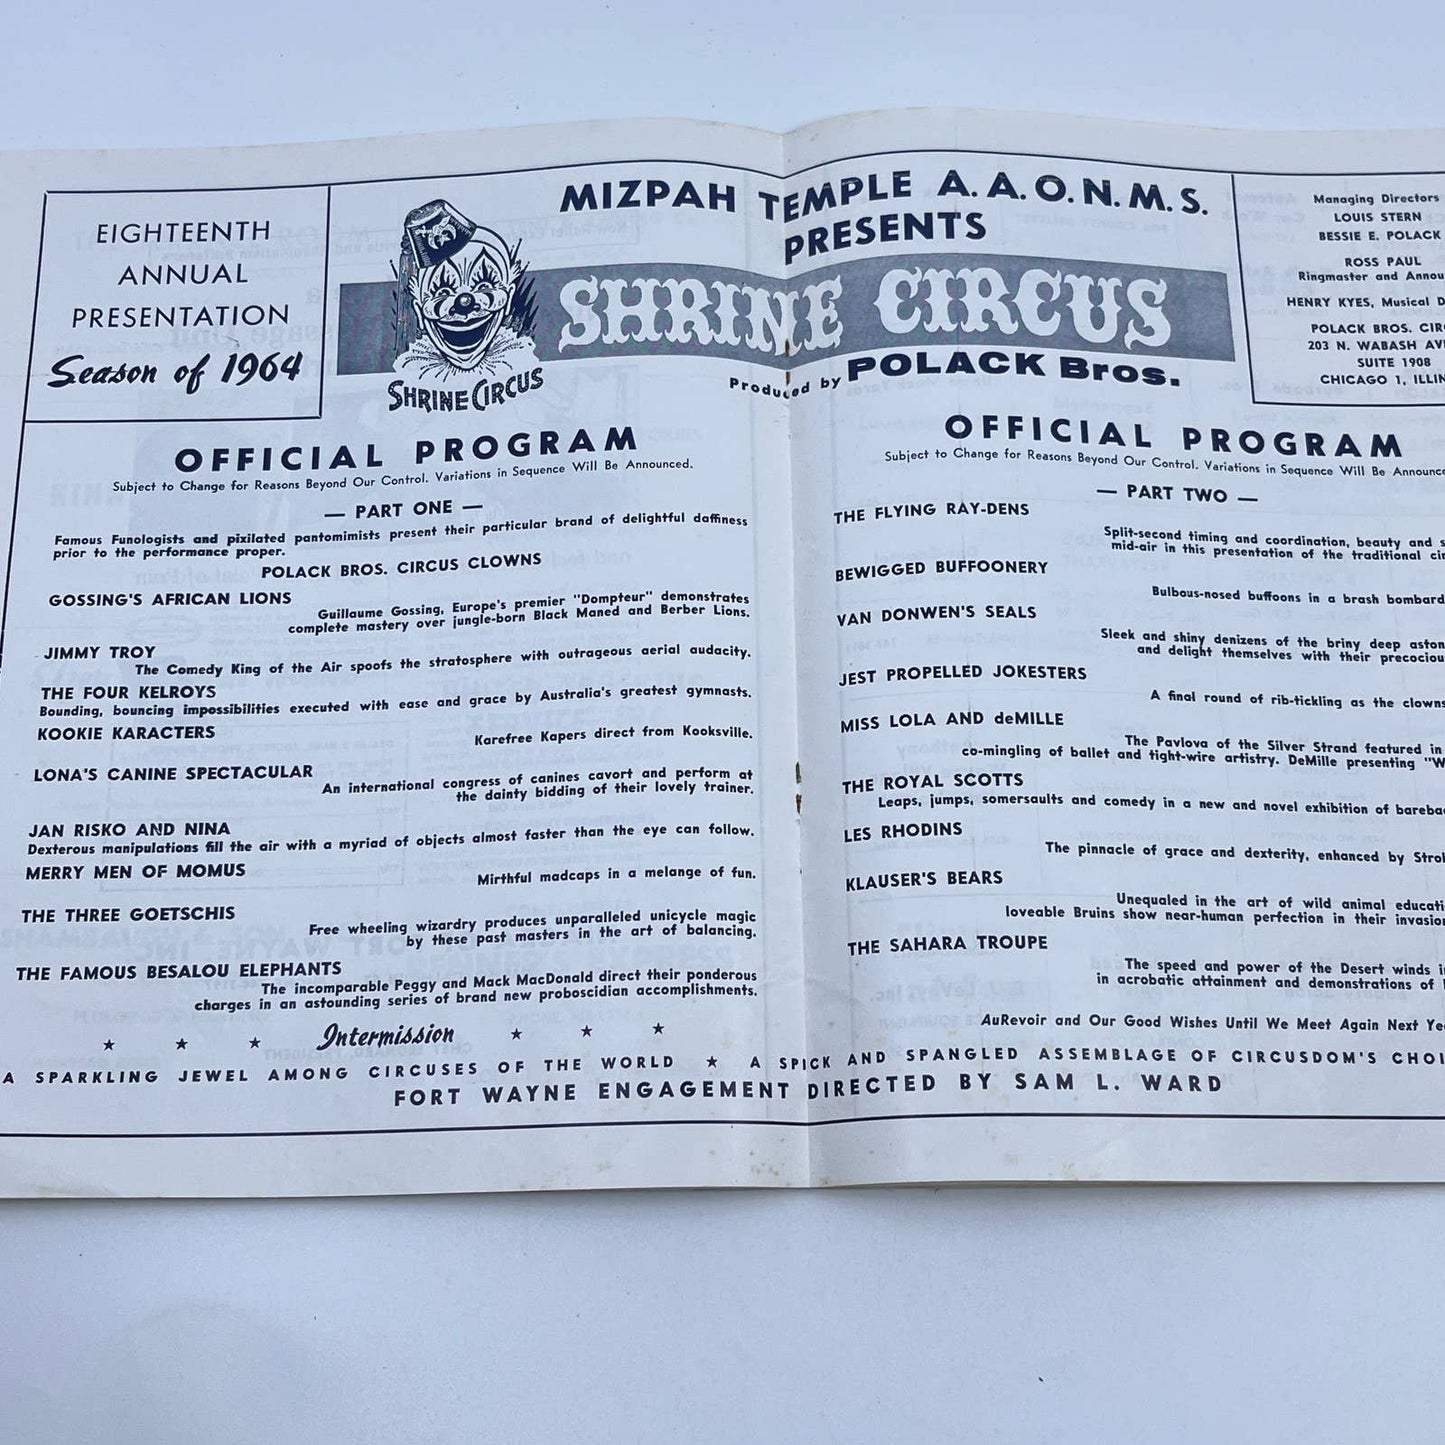 EIGHTEENTH
ANNUAL
PRESENTATION
Season of 1964
SHRINE CIRCUS
MIZPAH TEMPLE A. A. O. N. M. S.
PRESENTS
SHRINE CIRCUS
Produced by POLACK Bros.
Managing Directors
LOUIS STERN
BESSIE E. POLACK
ROSS PAUL
Ringmaster and
HENRY KYES, Musical
POLACK BROS.
203 N. WABASH
SUITE 1908
CHICAGO 1,
OFFICIAL PROGRAM
Subject to Change for Reasons Beyond Our Control. Variations in Sequence Will Be Announced.
— PART ONE —
Famous Funologists and pixilated pantomimists present their particular brand of delightful daffiness
prior to the performance proper.
POLACK BROS. CIRCUS CLOWNS
GOSSING'S AFRICAN LIONS
Guillaume Gossing, Europe's premier "Dompteur" demonstrates
complete mastery over jungle-born Black Maned and Berber Lions.
JIMMY TROY
The Comedy King of the Air spoofs the stratosphere with outrageous aerial audacity.
THE FOUR KELROYS
Bounding, bouncing impossibilities executed with ease and grace by Australia's greatest gymnasts.
KOOKIE KARACTERS
Karefree Kapers direct from Kooksville.
LONA'S CANINE SPECTACULAR
An international congress of canines cavort and perform at
the dainty bidding of their lovely trainer.
JAN RISKO AND NINA
Dexterous manipulations fill the air with a myriad of objects almost faster than the eye can follow.
MERRY MEN OF MOMUS
Mirthful madcaps in a melange of fun.
THE THREE GOETSCHIS
Free wheeling wizardry produces unparalleled unicycle magic
by these past masters in the art of balancing.
THE FAMOUS BESALOU ELEPHANTS
The incomparable Peggy and Mack MacDonald direct their ponderous
charges in an astounding series of brand new proboscidian accomplishments.
★ ★ ★ Intermission ★ ★ ★
OFFICIAL PROGRAM
Subject to Change for Reasons Beyond Our Control. Variations in Sequence Will Be
— PART TWO —
THE FLYING RAY-DENS
Split-second timing and coordination, beauty and
mid-air in this presentation of the traditional
BEWIGGED BUFFOONERY
Bulbous-nosed buffoons in a brash
VAN DONWEN'S SEALS
Sleek and shiny denizens of the briny deep
and delight themselves with their
JEST PROPELLED JOKESTERS
A final round of rib-tickling as the clowns
MISS LOLA AND deMILLE
The Pavlova of the Silver Strand featured in
co-mingling of ballet and tight-wire artistry. DeMille presenting
THE ROYAL SCOTTS
Leaps, jumps, somersaults and comedy in a new and novel exhibition of
LES RHODINS
The pinnacle of grace and dexterity, enhanced by
KLAUSER'S BEARS
Unequaled in the art of wild animal
loveable Bruins show near-human perfection in their
THE SAHARA TROUPE
The speed and power of the Desert winds
in acrobatic attainment and demonstrations of
AuRevoir and Our Good Wishes Until We Meet Again Next
A SPARKLING JEWEL AMONG CIRCUSES OF THE WORLD ★ A SPICK AND SPANGLED ASSEMBLAGE OF CIRCUSDOM'S
FORT WAYNE ENGAGEMENT DIRECTED BY SAM L. WARD